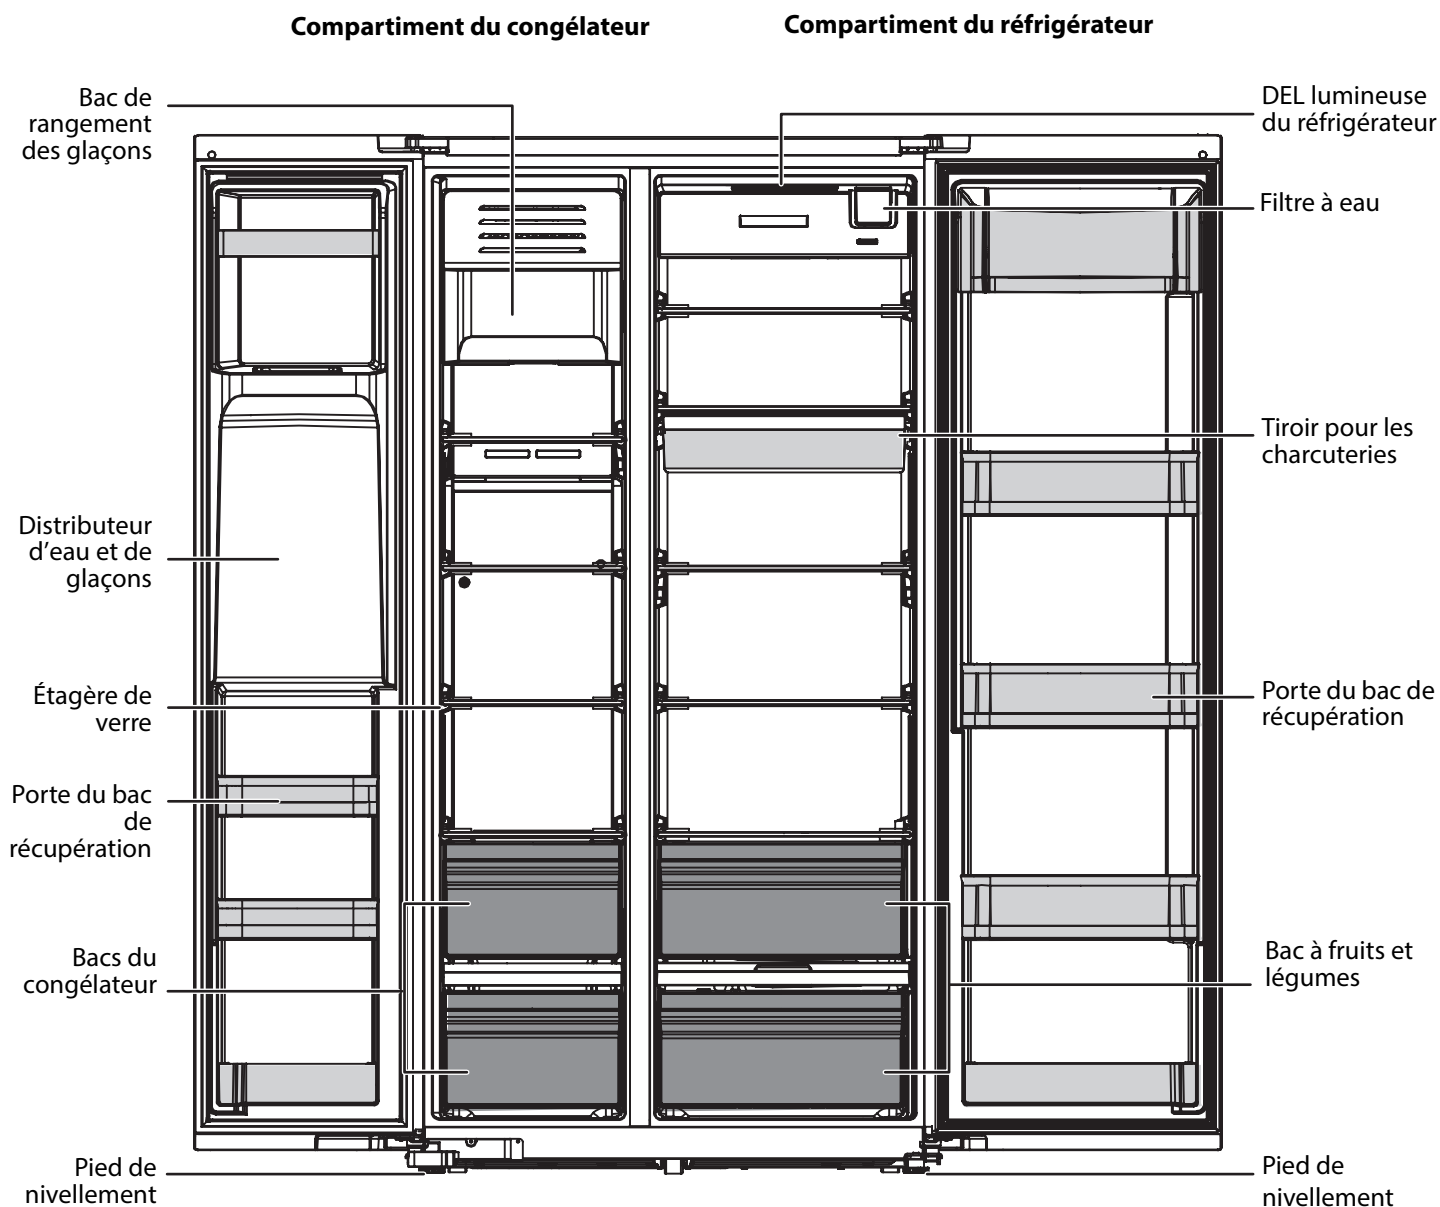 Compartiment du congélateur
Compartiment du réfrigérateur
Bac de
rangement
des glaçons
Distributeur
d'eau et de
glaçons
Étagère de
verre
Porte du bac
de
récupération
Bacs du
congélateur
Pied de
nivellement
DEL lumineuse
du réfrigérateur
Filtre à eau
Tiroir pour les
charcuteries
Porte du bac de
récupération
Bac à fruits et
légumes
Pied de
nivellement